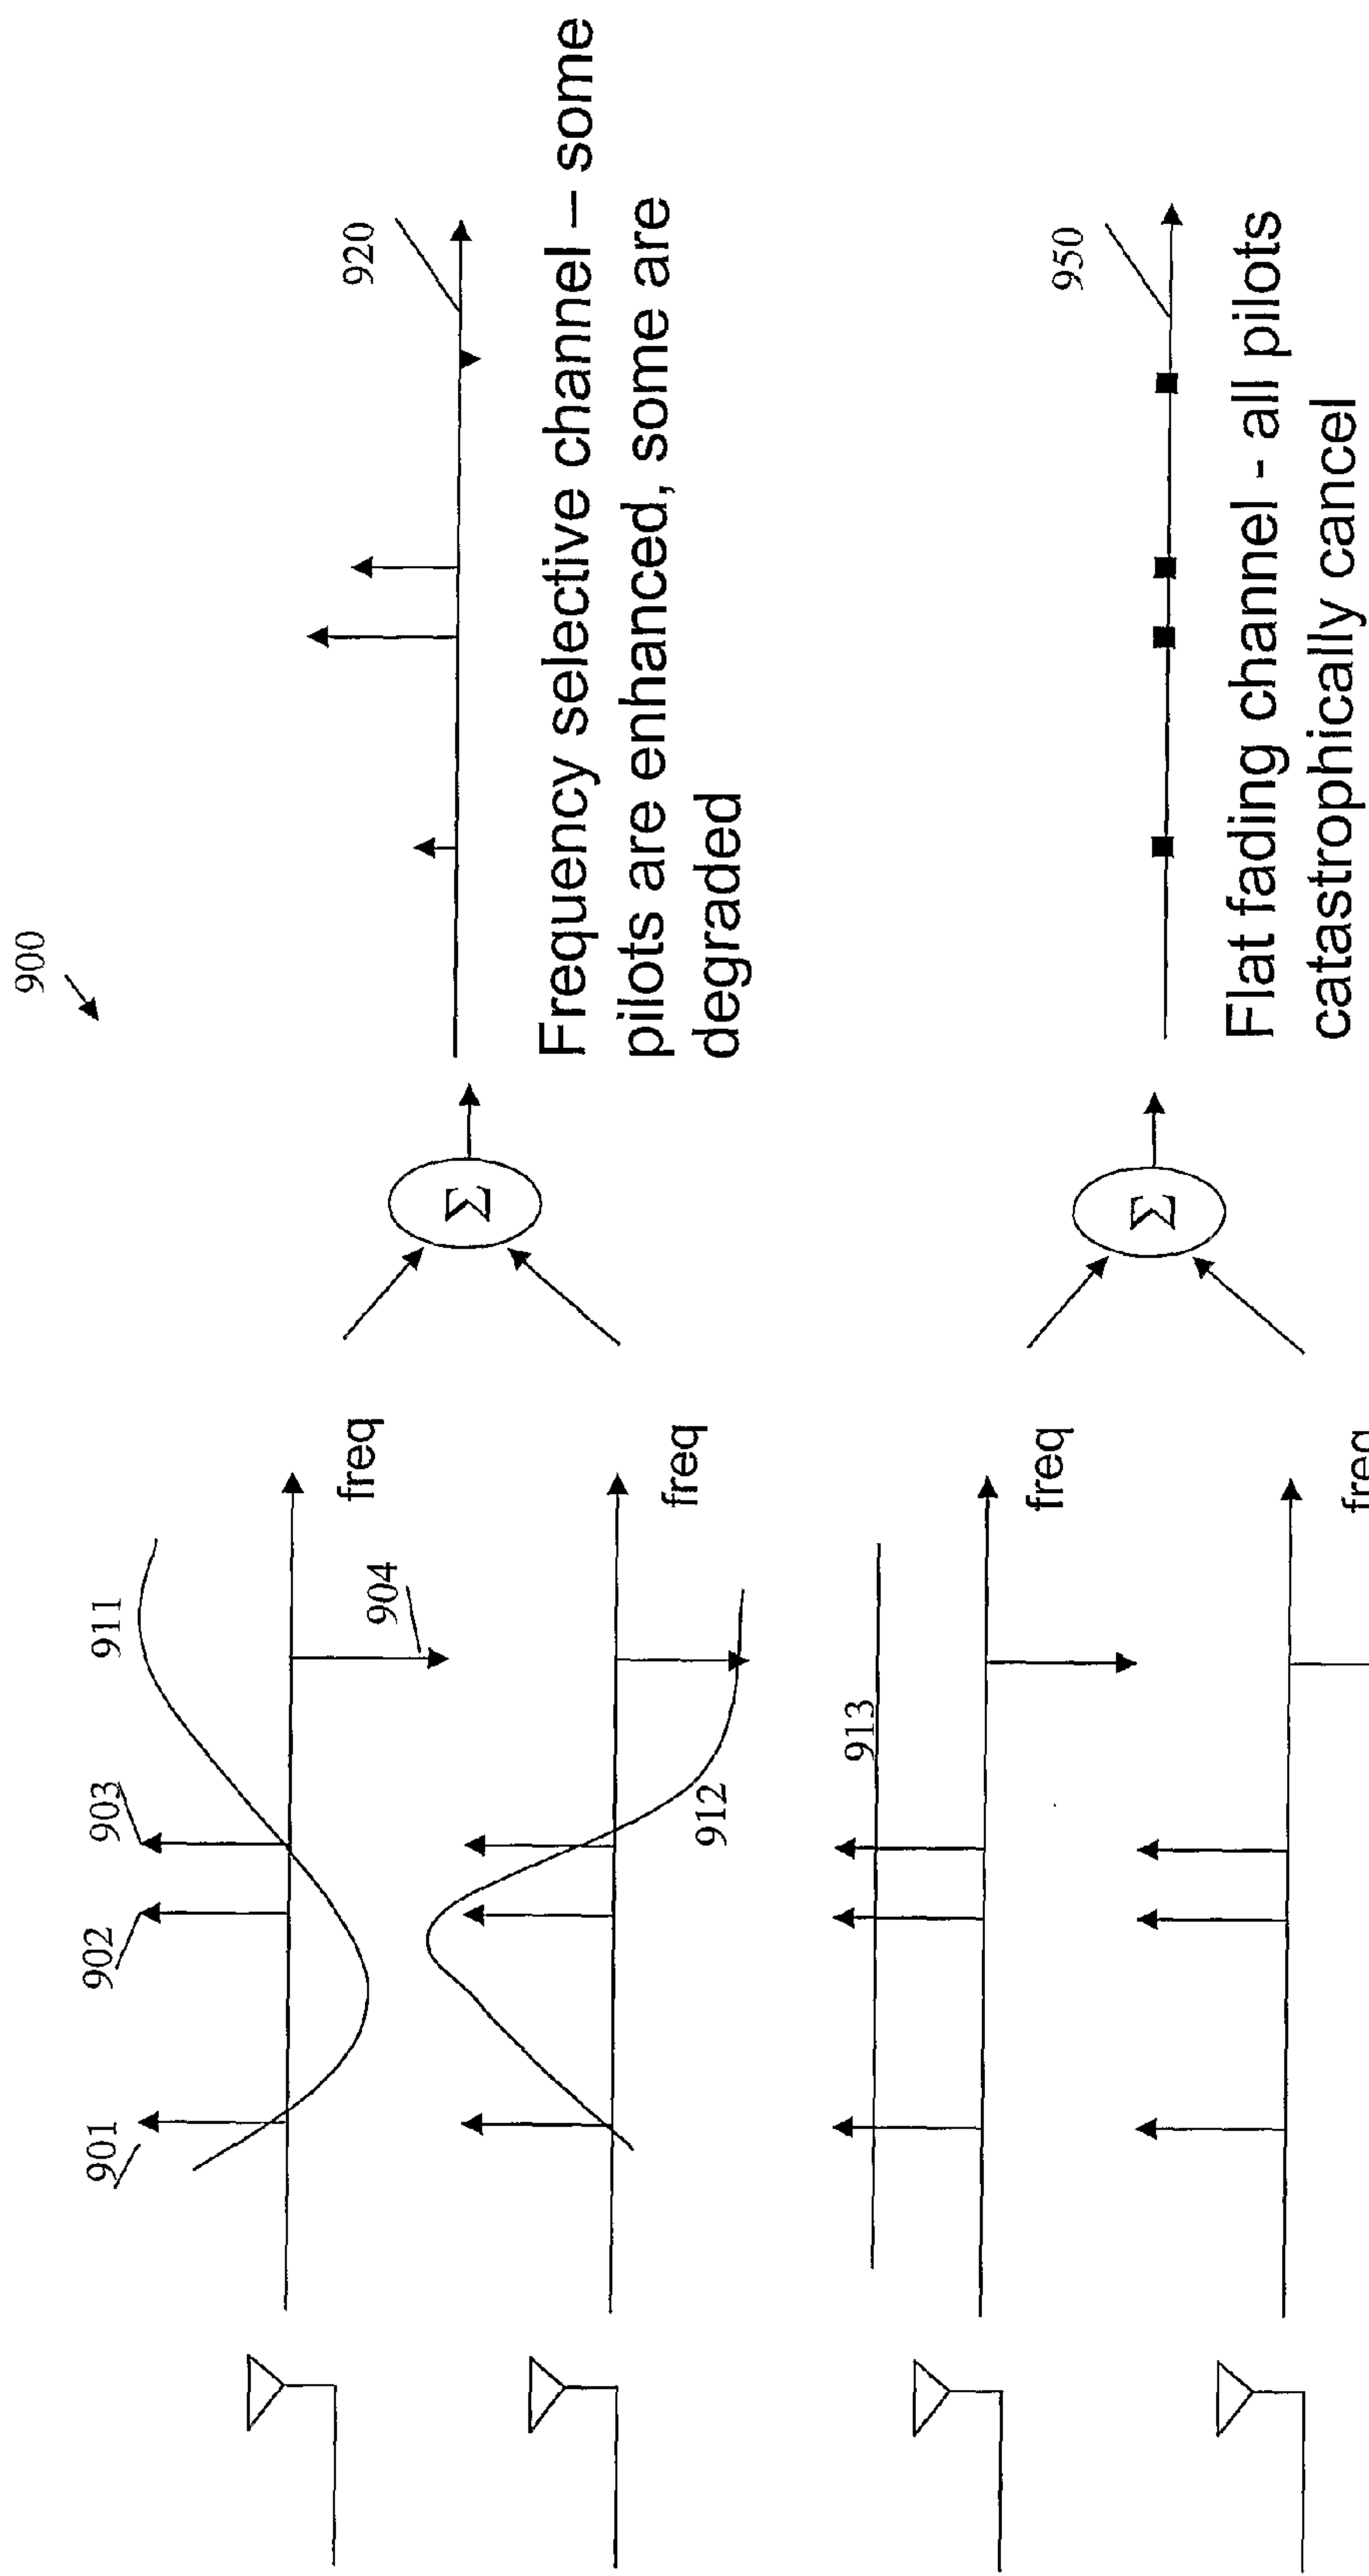 900
901
902
903
911
904
freq
920
Frequency selective channel – some
pilots are enhanced, some are
degraded
912
freq
Σ
913
freq
950
Flat fading channel - all pilots
catastrophically cancel
freq
Σ